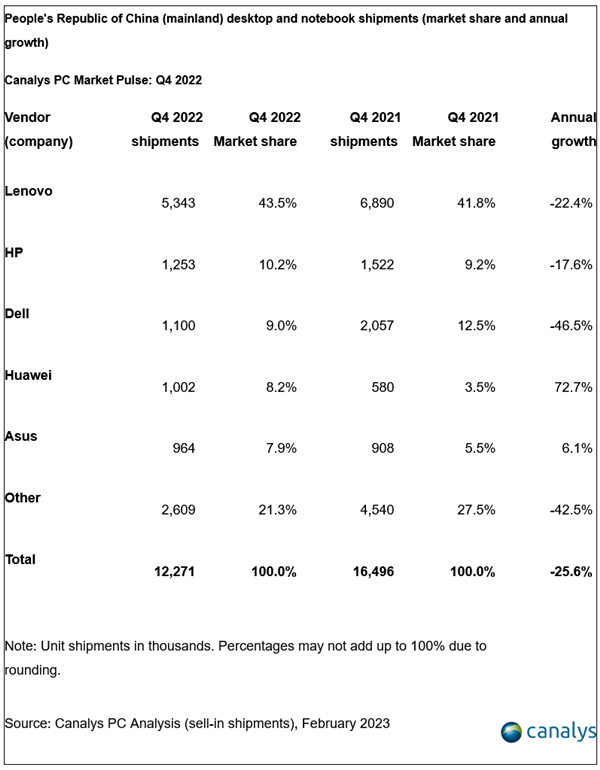 People's Republic of China (mainland) desktop and notebook shipments (market share and annual
growth)
Canalys PC Market Pulse: Q4 2022
Vendor Q4 2022 Q4 2022 Q4 2021 Q4 2021 Annual
(company) shipments Market share shipments Market share growth
Lenovo 5,343 43.5% 6,890 41.8% -22.4%
HP 1,253 10.2% 1,522 9.2% -17.6%
Dell 1,100 9.0% 2,057 12.5% -46.5%
Huawei 1,002 8.2% 580 3.5% 72.7%
Asus 964 7.9% 908 5.5% 6.1%
Other 2,609 21.3% 4,540 27.5% -42.5%
Total 12,271 100.0% 16,496 100.0% -25.6%
Note: Unit shipments in thousands. Percentages may not add up to 100% due to
rounding.
Source: Canalys PC Analysis (sell-in shipments), February 2023
canalys